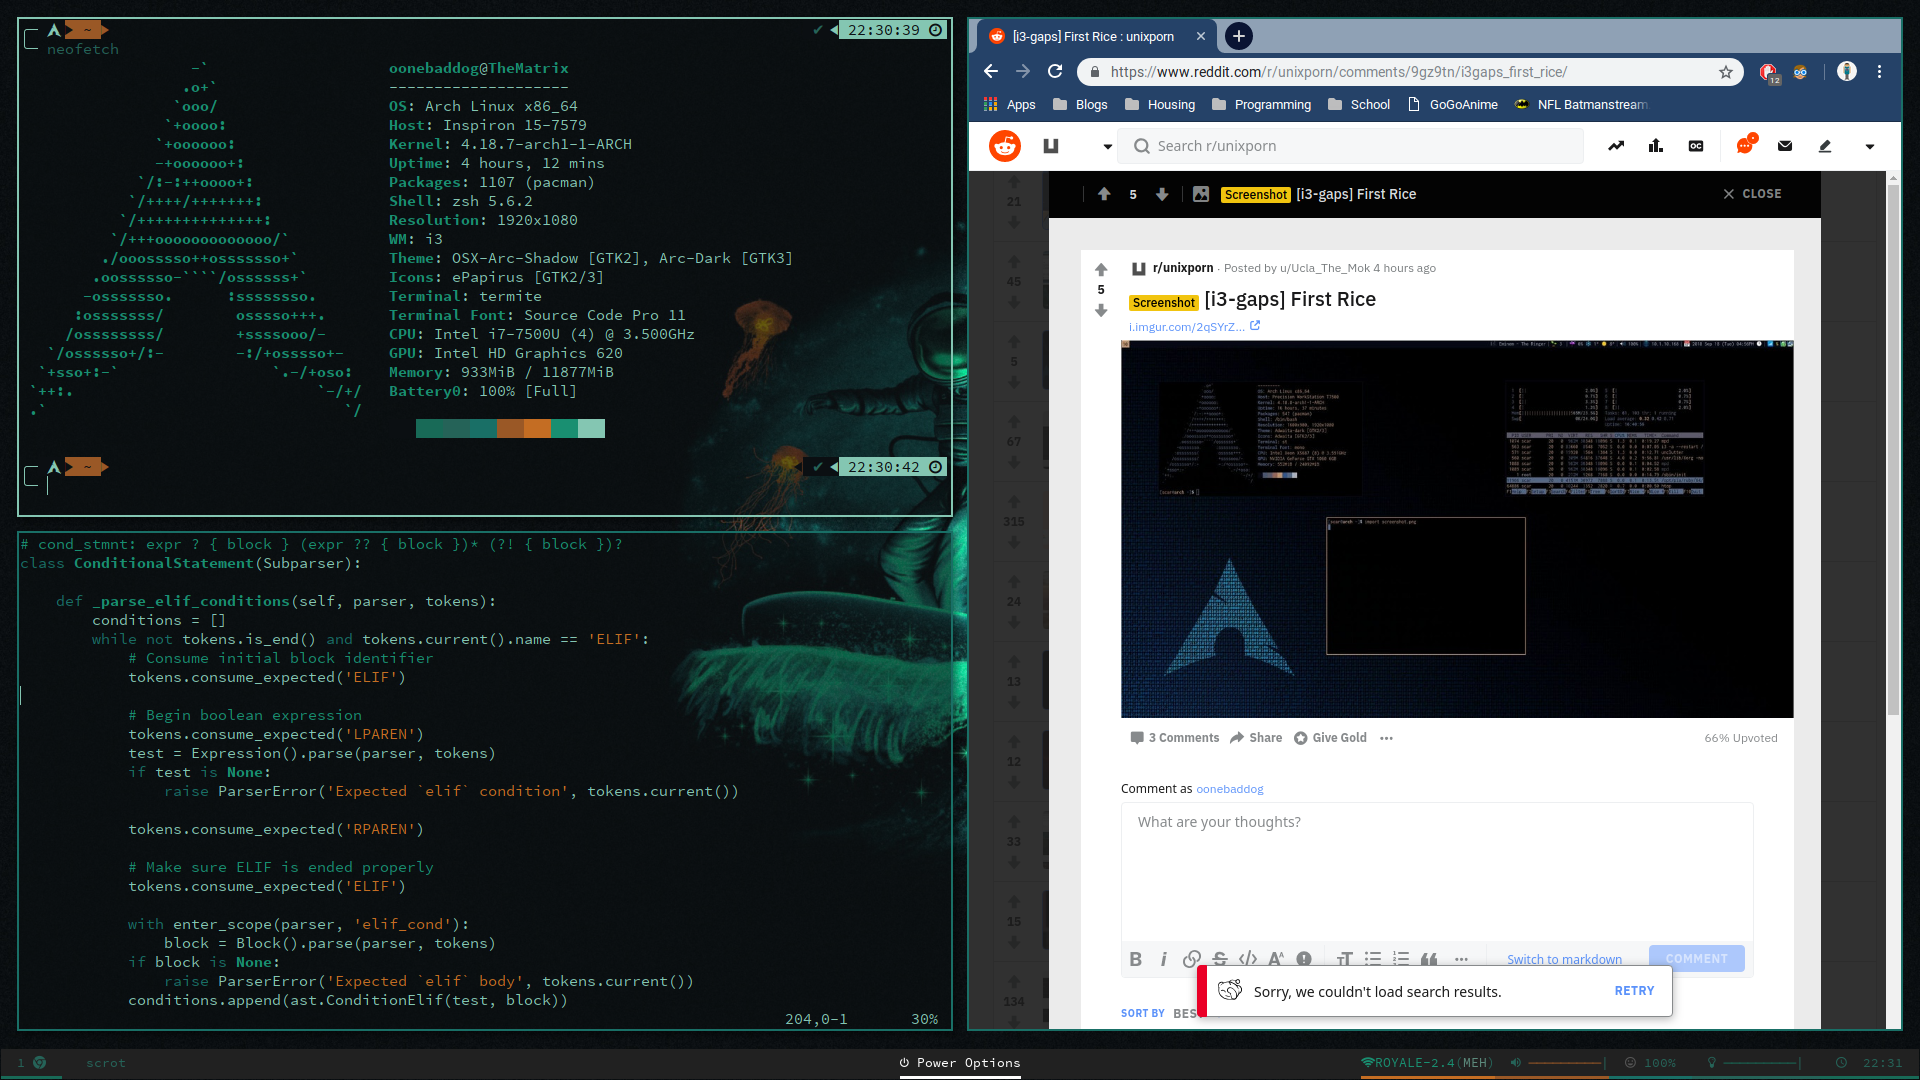 ~ ✔ 22:30:39
neofetch
oonebaddog@TheMatrix
--------------------
OS: Arch Linux x86_64
Host: Inspiron 15-7579
Kernel: 4.18.7-arch1-1-ARCH
Uptime: 4 hours, 12 mins
Packages: 1107 (pacman)
Shell: zsh 5.6.2
Resolution: 1920x1080
WM: i3
Theme: OSX-Arc-Shadow [GTK2], Arc-Dark [GTK3]
Icons: ePapirus [GTK2/3]
Terminal: termite
Terminal Font: Source Code Pro 11
CPU: Intel i7-7500U (4) @ 3.500GHz
GPU: Intel HD Graphics 620
Memory: 933MiB / 11877MiB
Battery0: 100% [Full]
~ ✔ 22:30:42
# cond_stmnt: expr ? { block } (expr ?? { block })* (?! { block })?
class ConditionalStatement(Subparser):
def _parse_elif_conditions(self, parser, tokens):
conditions = []
while not tokens.is_end() and tokens.current().name == 'ELIF':
# Consume initial block identifier
tokens.consume_expected('ELIF')
# Begin boolean expression
tokens.consume_expected('LPAREN')
test = Expression().parse(parser, tokens)
if test is None:
raise ParserError('Expected `elif` condition', tokens.current())
tokens.consume_expected('RPAREN')
# Make sure ELIF is ended properly
tokens.consume_expected('ELIF')
with enter_scope(parser, 'elif_cond'):
block = Block().parse(parser, tokens)
if block is None:
raise ParserError('Expected `elif` body', tokens.current())
conditions.append(ast.ConditionElif(test, block))
204,0-1 30%
[i3-gaps] First Rice : unixporn
https://www.reddit.com/r/unixporn/comments/9gz9tn/i3gaps_first_rice/
12
Apps Blogs Housing Programming School GoGoAnime NFL Batmanstream
Search r/unixporn
5 Screenshot [i3-gaps] First Rice CLOSE
21
45
5
67
315
24
13
12
33
15
134
r/unixporn · Posted by u/Ucla_The_Mok 4 hours ago
5
Screenshot [i3-gaps] First Rice
i.imgur.com/2qSYrZ...
3 Comments Share Give Gold ··· 66% Upvoted
Comment as oonebaddog
What are your thoughts?
Switch to markdown COMMENT
Sorry, we couldn't load search results. RETRY
SORT BY
1 scrot Power Options ROYALE-2.4(MEH) 100% 22:31